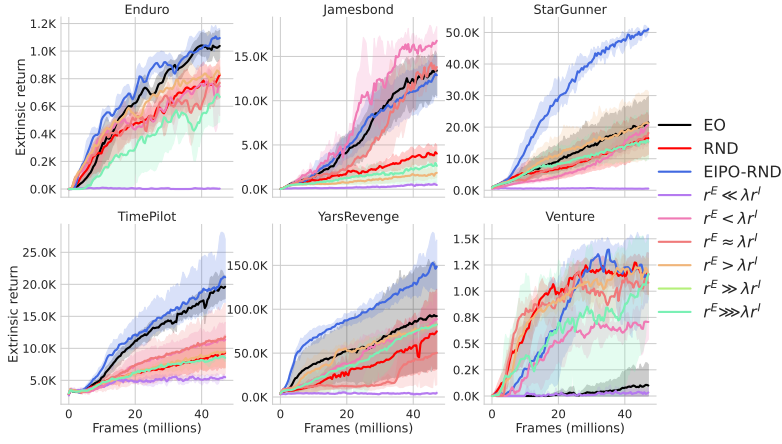 Enduro
Jamesbond
StarGunner
Extrinsic return
1.2K
1.0K
0.8K
0.6K
0.4K
0.2K
0.0K
15.0K
10.0K
5.0K
0.0K
50.0K
40.0K
30.0K
20.0K
10.0K
0.0K
TimePilot
YarsRevenge
Venture
Extrinsic return
25.0K
20.0K
15.0K
10.0K
5.0K
150.0K
100.0K
500.0K
0.0K
1.5K
1.2K
1.0K
0.8K
0.5K
0.2K
0.0K
0 20 40
0 20 40
0 20 40
Frames (millions)
Frames (millions)
Frames (millions)
EO
RND
EIPO-RND
r^E ≪ λr^I
r^E < λr^I
r^E ≈ λr^I
r^E > λr^I
r^E ≫ λr^I
r^E ⋙ λr^I